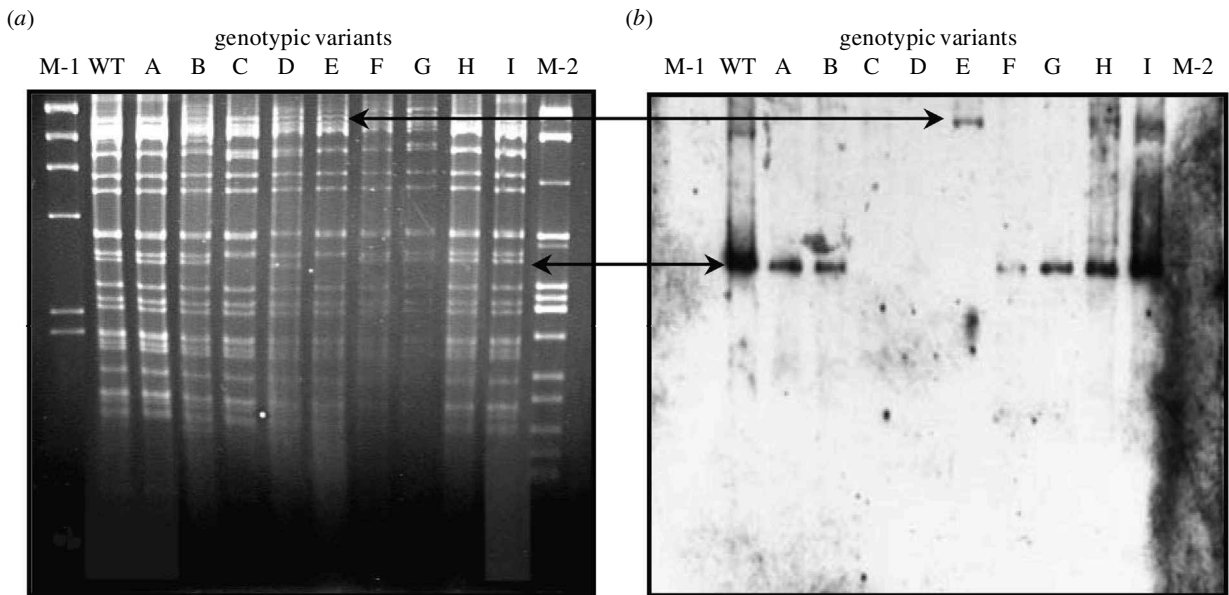 (a)
genotypic variants
M-1 WT A B C D E F G H I M-2
(b)
genotypic variants
M-1 WT A B C D E F G H I M-2